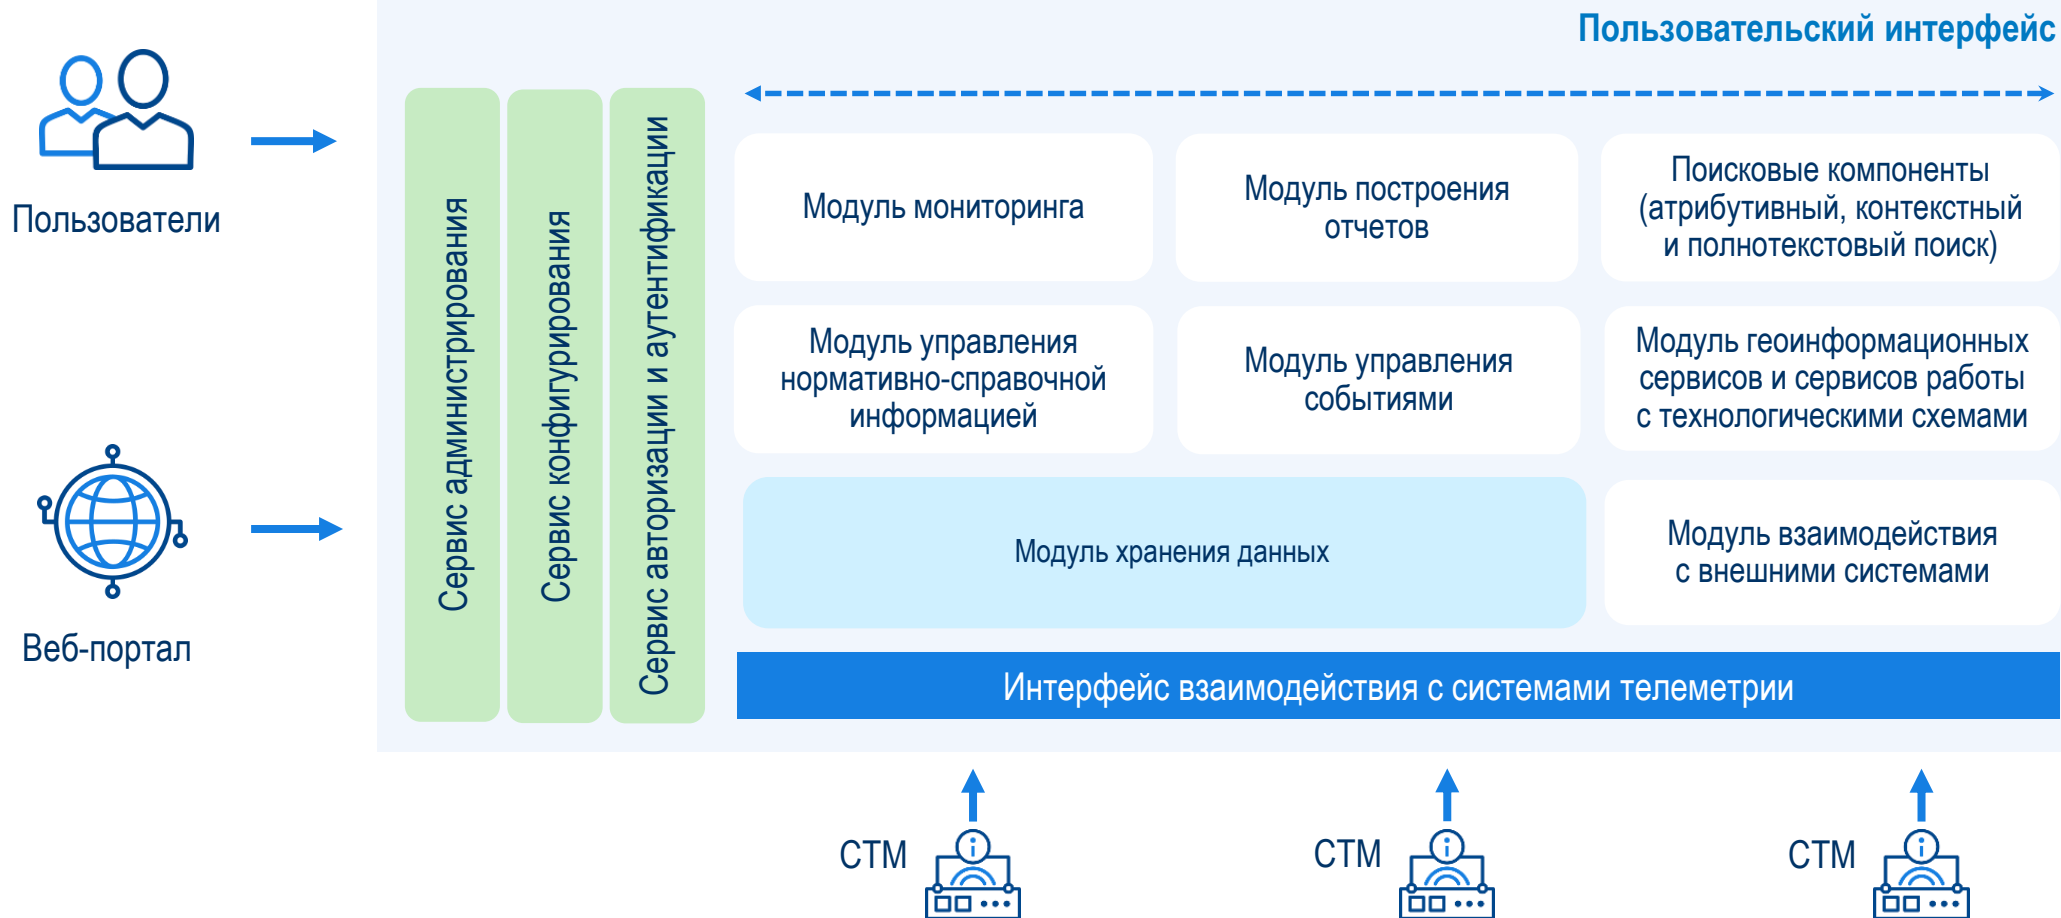 Пользовательский интерфейс
Пользователи
Веб-портал
Сервис администрирования
Сервис конфигурирования
Сервис авторизации и аутентификации
Модуль мониторинга
Модуль построения
отчетов
Поисковые компоненты
(атрибутивный, контекстный
и полнотекстовый поиск)
Модуль управления
нормативно-справочной
информацией
Модуль управления
событиями
Модуль геоинформационных
сервисов и сервисов работы
с технологическими схемами
Модуль хранения данных
Модуль взаимодействия
с внешними системами
Интерфейс взаимодействия с системами телеметрии
СТМ
СТМ
СТМ